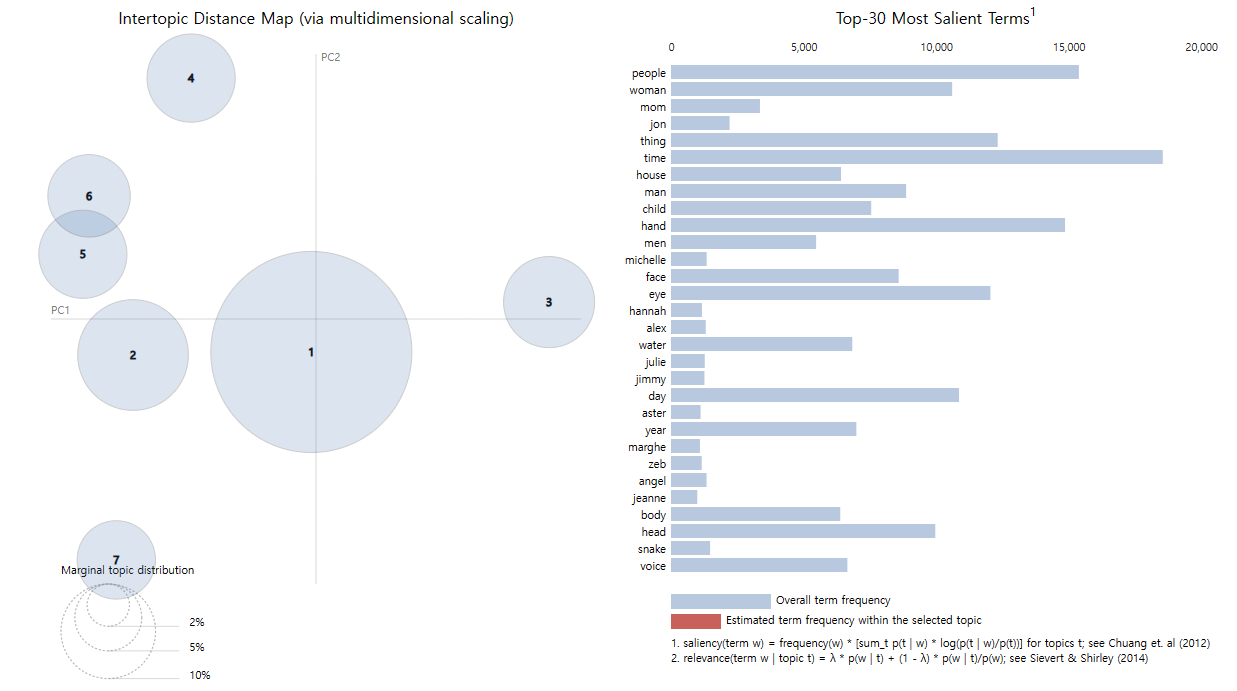 Intertopic Distance Map (via multidimensional scaling)
PC2
4
6
5
PC1
3
1
2
7
Marginal topic distribution
2%
5%
10%
Top-30 Most Salient Terms1
0 5,000 10,000 15,000 20,000
people
woman
mom
jon
thing
time
house
man
child
hand
men
michelle
face
eye
hannah
alex
water
julie
jimmy
day
aster
year
marghe
zeb
angel
jeanne
body
head
snake
voice
Overall term frequency
Estimated term frequency within the selected topic
1. saliency(term w) = frequency(w) * [sum_t p(t | w) * log(p(t | w)/p(t))] for topics t; see Chuang et. al (2012)
2. relevance(term w | topic t) = λ * p(w | t) + (1 - λ) * p(w | t)/p(w); see Sievert & Shirley (2014)